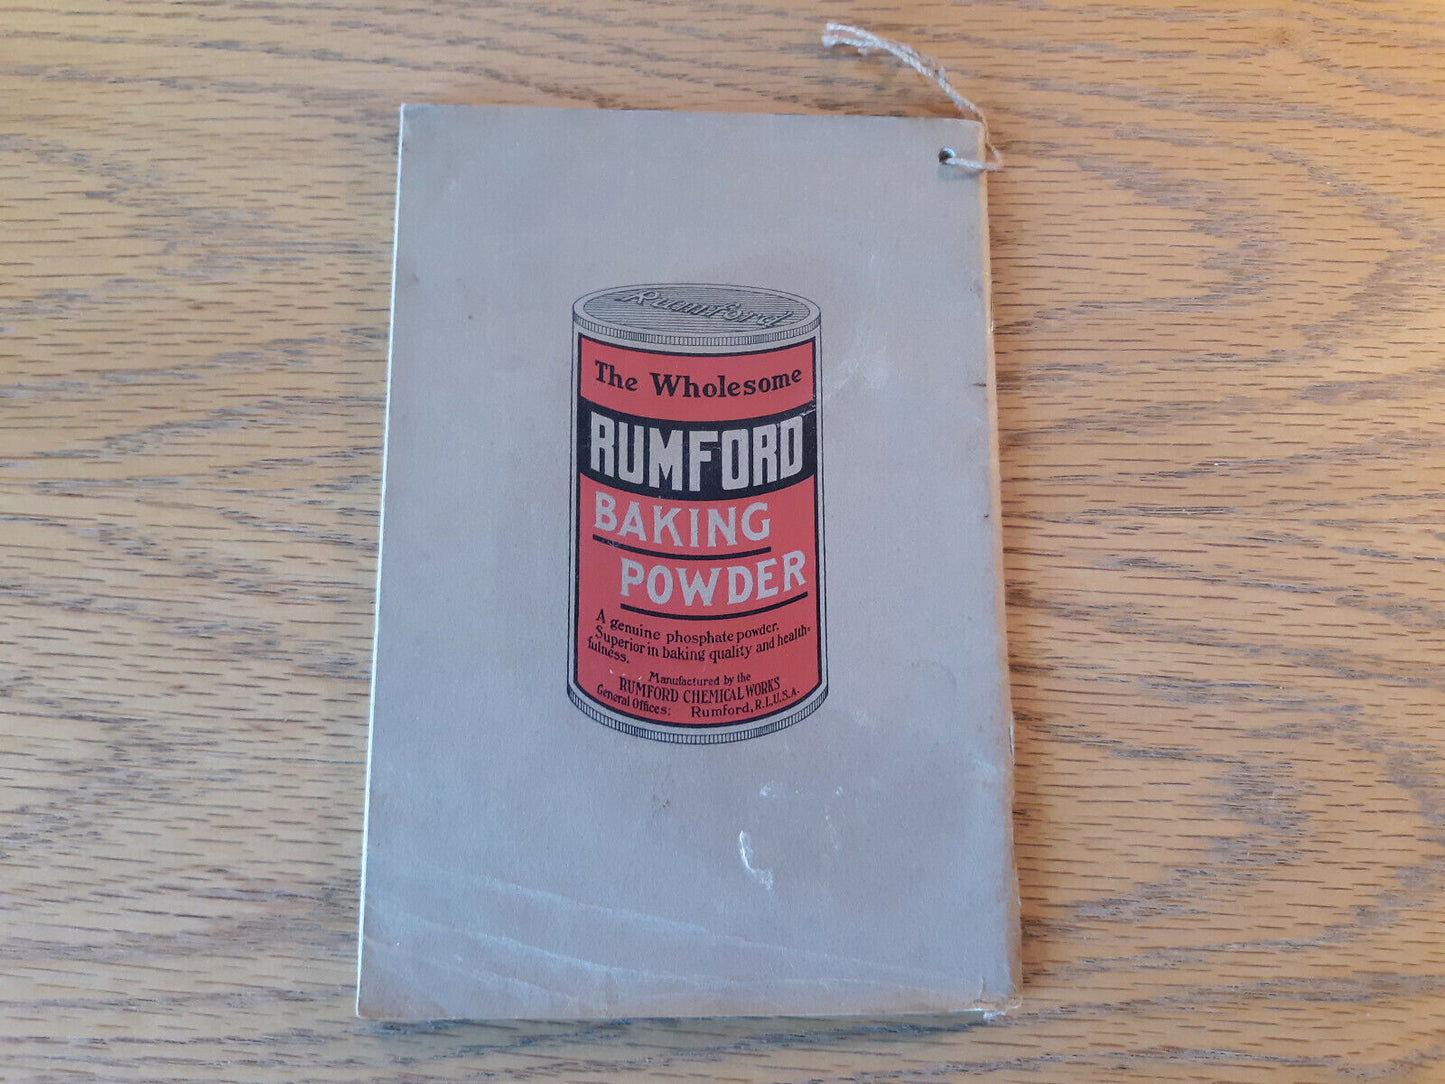 Rumford
The Wholesome
RUMFORD
BAKING
POWDER
A genuine phosphate powder.
Superior in baking quality and health-
fulness.
Manufactured by the
RUMFORD CHEMICAL WORKS
General Offices: Rumford, R.I., U.S.A.